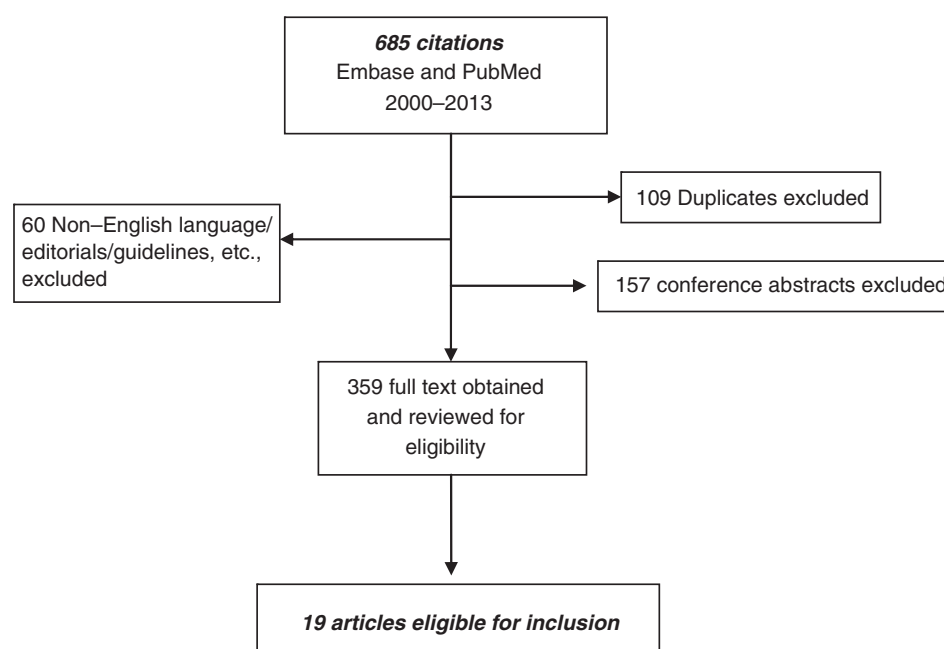 685 citations
Embase and PubMed
2000–2013
109 Duplicates excluded
60 Non–English language/
editorials/guidelines, etc.,
excluded
157 conference abstracts excluded
359 full text obtained
and reviewed for
eligibility
19 articles eligible for inclusion